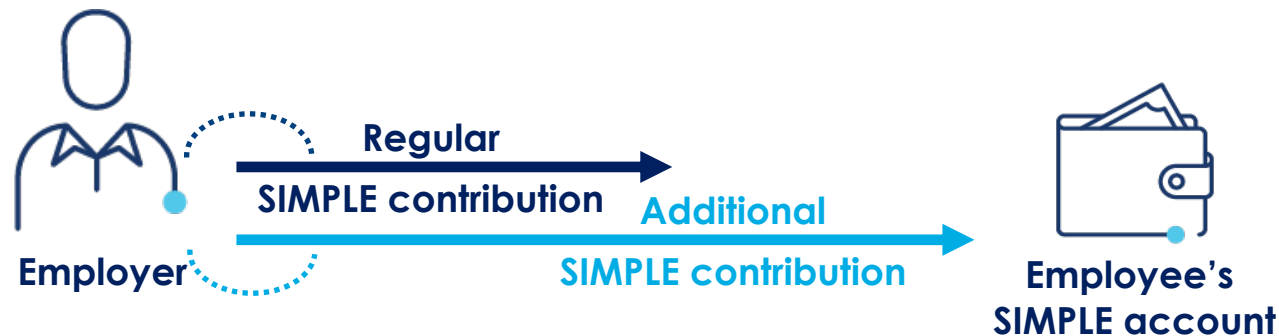 Regular
SIMPLE contribution
Additional
SIMPLE contribution
Employer
Employee’s
SIMPLE account